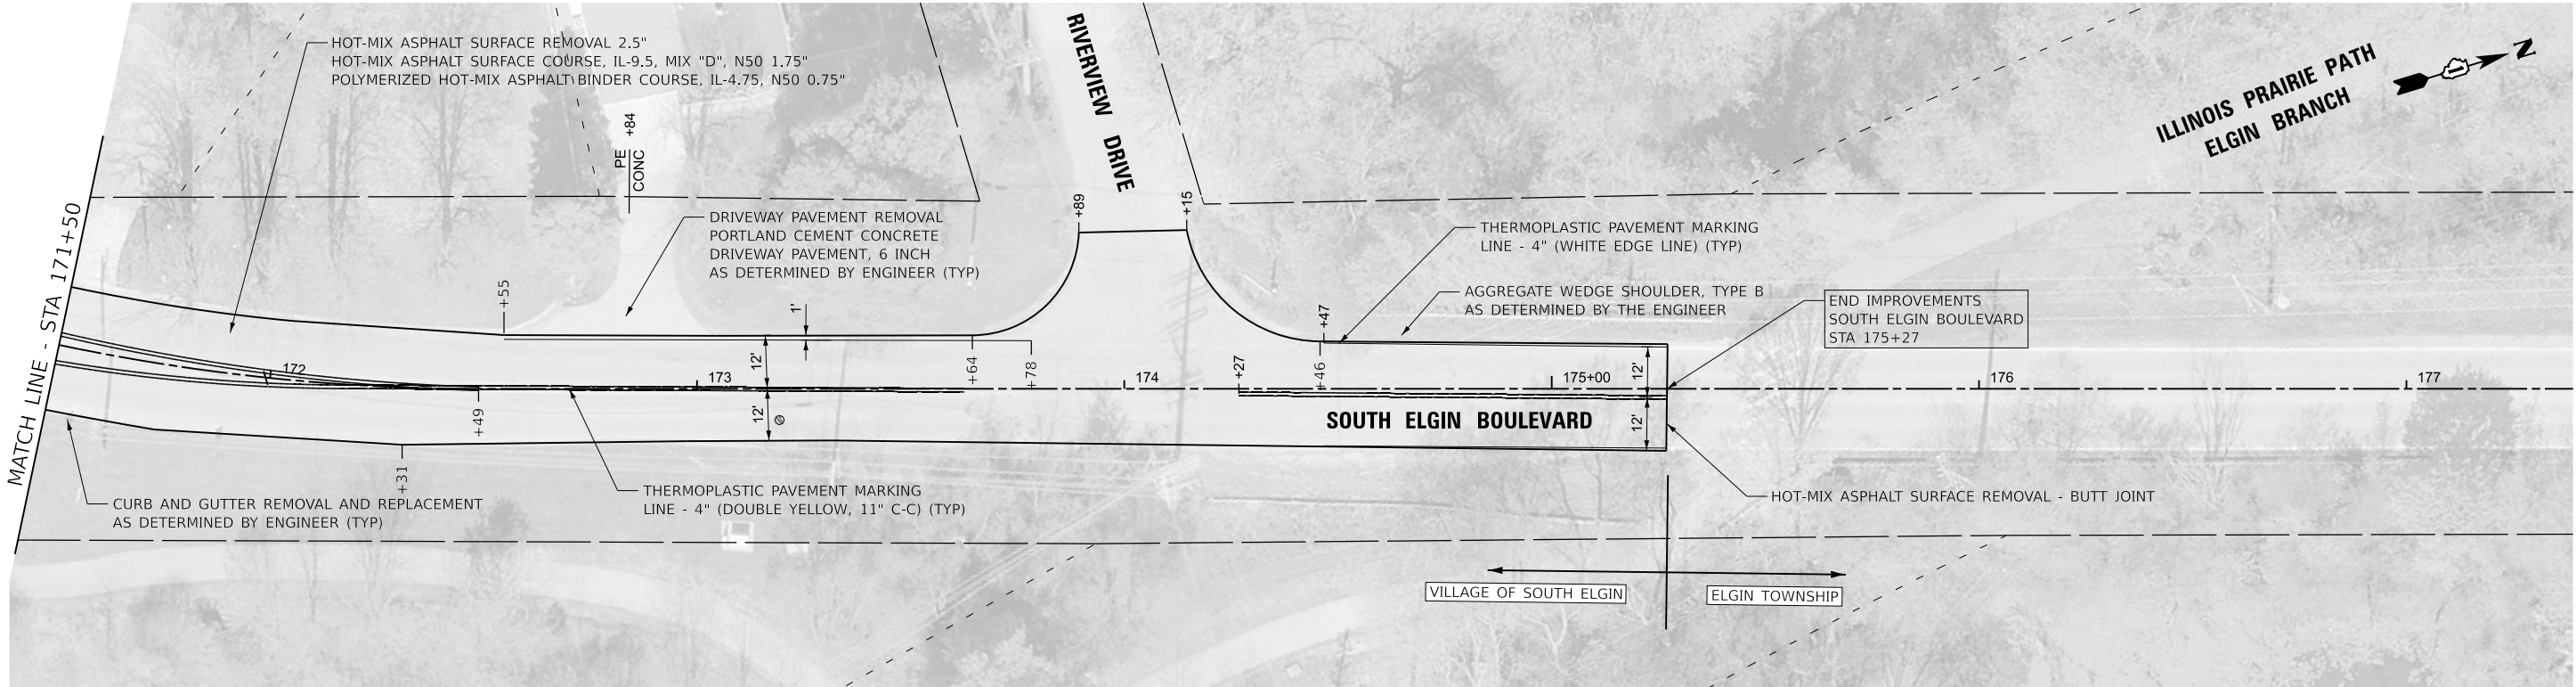 HOT-MIX ASPHALT SURFACE REMOVAL 2.5"
HOT-MIX ASPHALT SURFACE COURSE, IL-9.5, MIX "D", N50 1.75"
POLYMERIZED HOT-MIX ASPHALT BINDER COURSE, IL-4.75, N50 0.75"
RIVERVIEW DRIVE
ILLINOIS PRAIRIE PATH
ELGIN BRANCH
N
PE +84
CONC
MATCH LINE - STA 171+50
DRIVEWAY PAVEMENT REMOVAL
PORTLAND CEMENT CONCRETE
DRIVEWAY PAVEMENT, 6 INCH
AS DETERMINED BY ENGINEER (TYP)
+89
+15
THERMOPLASTIC PAVEMENT MARKING
LINE - 4" (WHITE EDGE LINE) (TYP)
AGGREGATE WEDGE SHOULDER, TYPE B
AS DETERMINED BY THE ENGINEER
END IMPROVEMENTS
SOUTH ELGIN BOULEVARD
STA 175+27
+55
1'
+47
12'
+64
+78
+27
+46
12'
172
173
174
175+00
176
177
+49
12'
12'
SOUTH ELGIN BOULEVARD
+31
CURB AND GUTTER REMOVAL AND REPLACEMENT
AS DETERMINED BY ENGINEER (TYP)
THERMOPLASTIC PAVEMENT MARKING
LINE - 4" (DOUBLE YELLOW, 11" C-C) (TYP)
HOT-MIX ASPHALT SURFACE REMOVAL - BUTT JOINT
VILLAGE OF SOUTH ELGIN
ELGIN TOWNSHIP